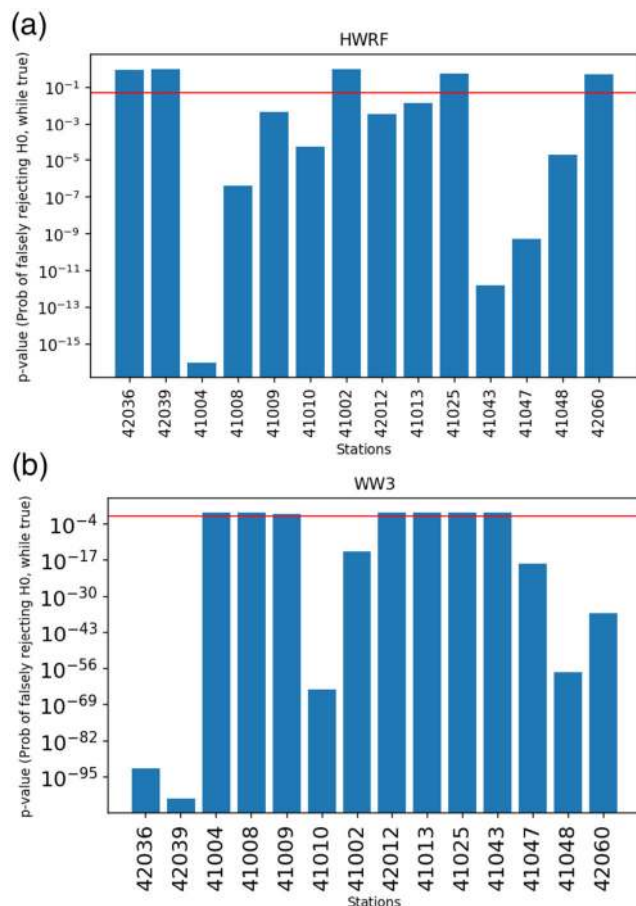 (a)
HWRF
p-value (Prob of falsely rejecting H0, while true)
10⁻¹
10⁻³
10⁻⁵
10⁻⁷
10⁻⁹
10⁻¹¹
10⁻¹³
10⁻¹⁵
42036 42039 41004 41008 41009 41010 41002 42012 41013 41025 41043 41047 41048 42060
Stations
(b)
WW3
p-value (Prob of falsely rejecting H0, while true)
10⁻⁴
10⁻¹⁷
10⁻³⁰
10⁻⁴³
10⁻⁵⁶
10⁻⁶⁹
10⁻⁸²
10⁻⁹⁵
42036 42039 41004 41008 41009 41010 41002 42012 41013 41025 41043 41047 41048 42060
Stations